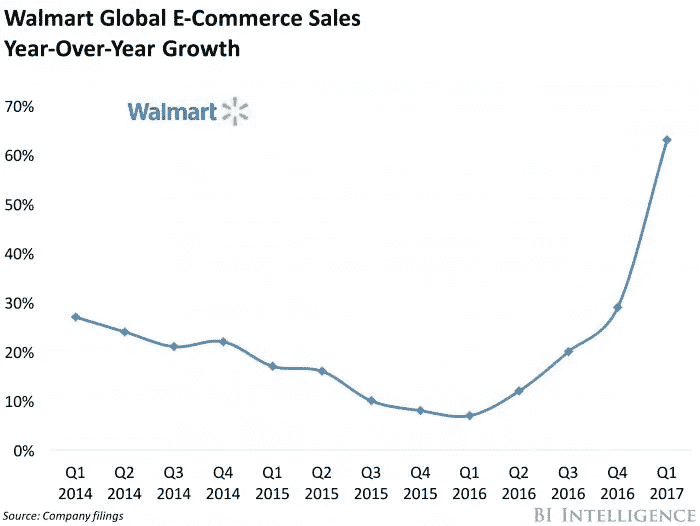 Walmart Global E-Commerce Sales
Year-Over-Year Growth
70%
Walmart
60%
50%
40%
30%
20%
10%
0%
Q1 Q2 Q3 Q4 Q1 Q2 Q3 Q4 Q1 Q2 Q3 Q4 Q1
2014 2014 2014 2014 2015 2015 2015 2015 2016 2016 2016 2016 2017
Source: Company filings
BI INTELLIGENCE